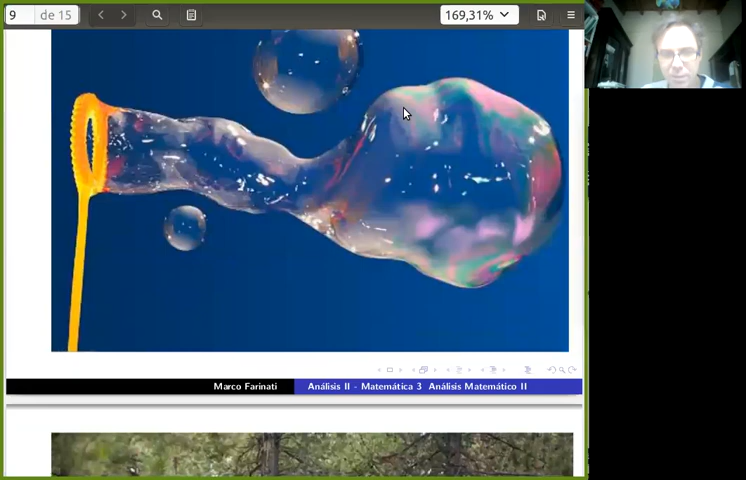 9 de 15
169,31%
Marco Farinati
Análisis II - Matemática 3 Análisis Matemático II